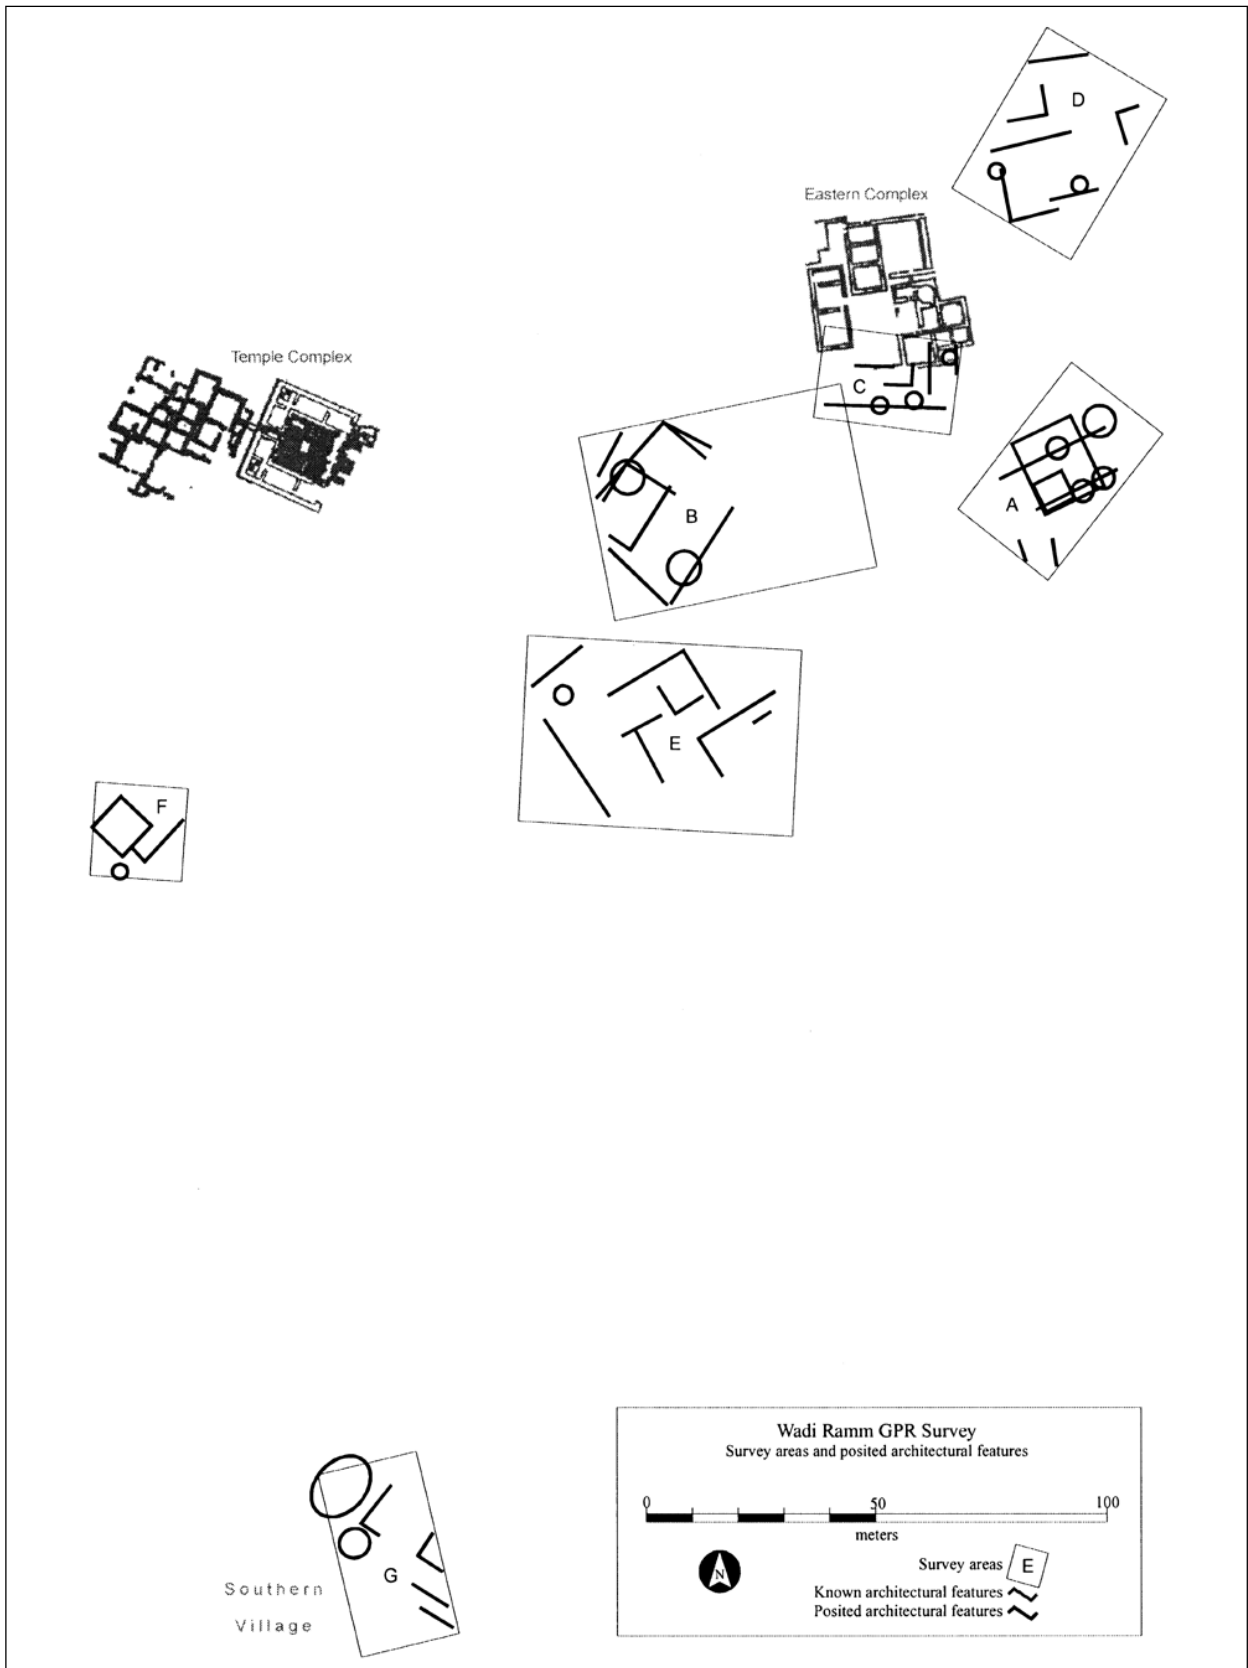 D
Eastern Complex
Temple Complex
C
A
B
E
F
G
Southern
Village
Wadi Ramm GPR Survey
Survey areas and posited architectural features
0 50 100
meters
N
Survey areas E
Known architectural features
Posited architectural features